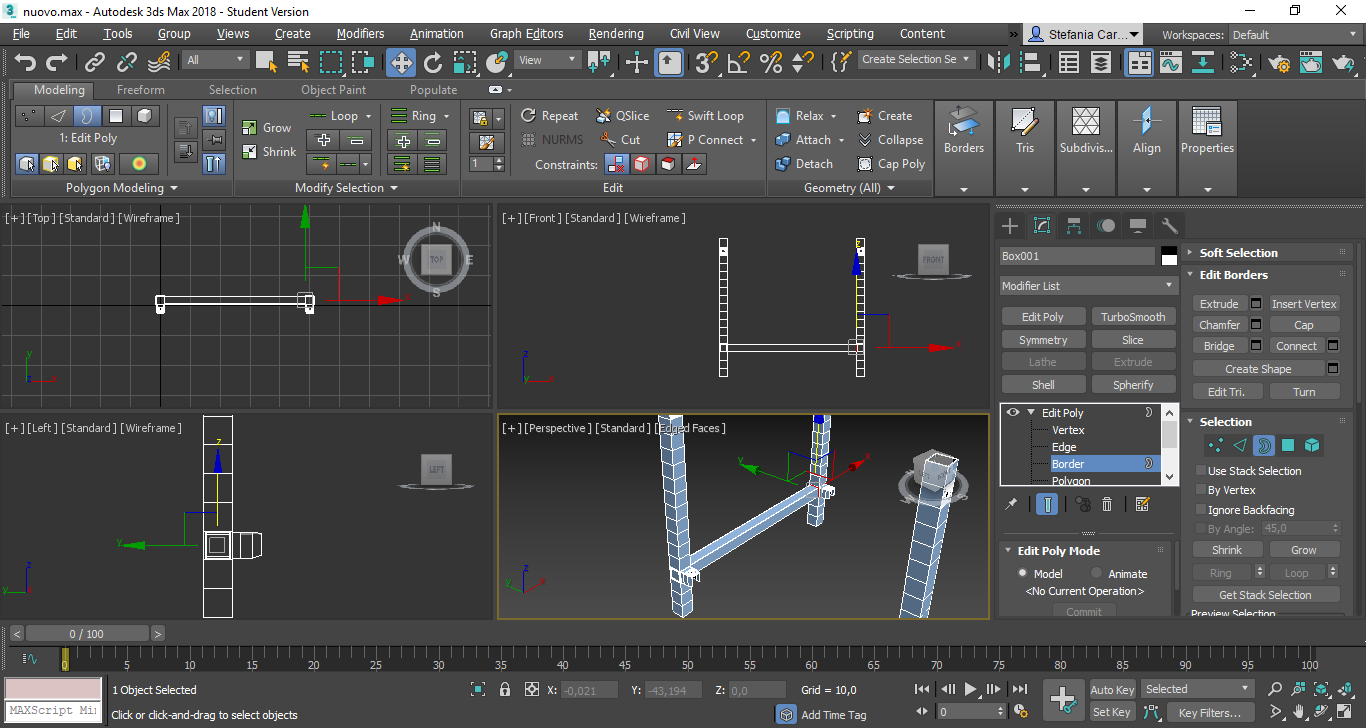 nuovo.max - Autodesk 3ds Max 2018 - Student Version
File Edit Tools Group Views Create Modifiers Animation Graph Editors Rendering Civil View Customize Scripting Content » Stefania Car... Workspaces: Default
All View Create Selection Se
Modeling Freeform Selection Object Paint Populate
1: Edit Poly
Polygon Modeling
Grow
Shrink
Loop
Ring
Modify Selection
1
Repeat QSlice Swift Loop
NURMS Cut P Connect
Constraints:
Edit
Relax Create
Attach Collapse
Detach Cap Poly
Geometry (All)
Borders Tris Subdivis... Align Properties
[+] [Top] [Standard] [Wireframe]
N
W TOP E
S
y
x
z
[+] [Front] [Standard] [Wireframe]
FRONT
z
x
z
y
x
[+] [Left] [Standard] [Wireframe]
LEFT
z
y
z
y
[+] [Perspective] [Standard] [Edged Faces]
y
x
z
y
x
Box001
Modifier List
Edit Poly TurboSmooth
Symmetry Slice
Lathe Extrude
Shell Spherify
Edit Poly
Vertex
Edge
Border
Polygon
Edit Poly Mode
Model Animate
<No Current Operation>
Commit
Soft Selection
Edit Borders
Extrude Insert Vertex
Chamfer Cap
Bridge Connect
Create Shape
Edit Tri. Turn
Selection
Use Stack Selection
By Vertex
Ignore Backfacing
By Angle: 45,0
Shrink Grow
Ring Loop
Get Stack Selection
Preview Selection
< 0 / 100 >
0 5 10 15 20 25 30 35 40 45 50 55 60 65 70 75 80 85 90 95 100
1 Object Selected
X: -0,021 Y: -43,194 Z: 0,0 Grid = 10,0
Auto Key Selected
MAXScript Mi
Click or click-and-drag to select objects
Add Time Tag
0
Set Key Key Filters...